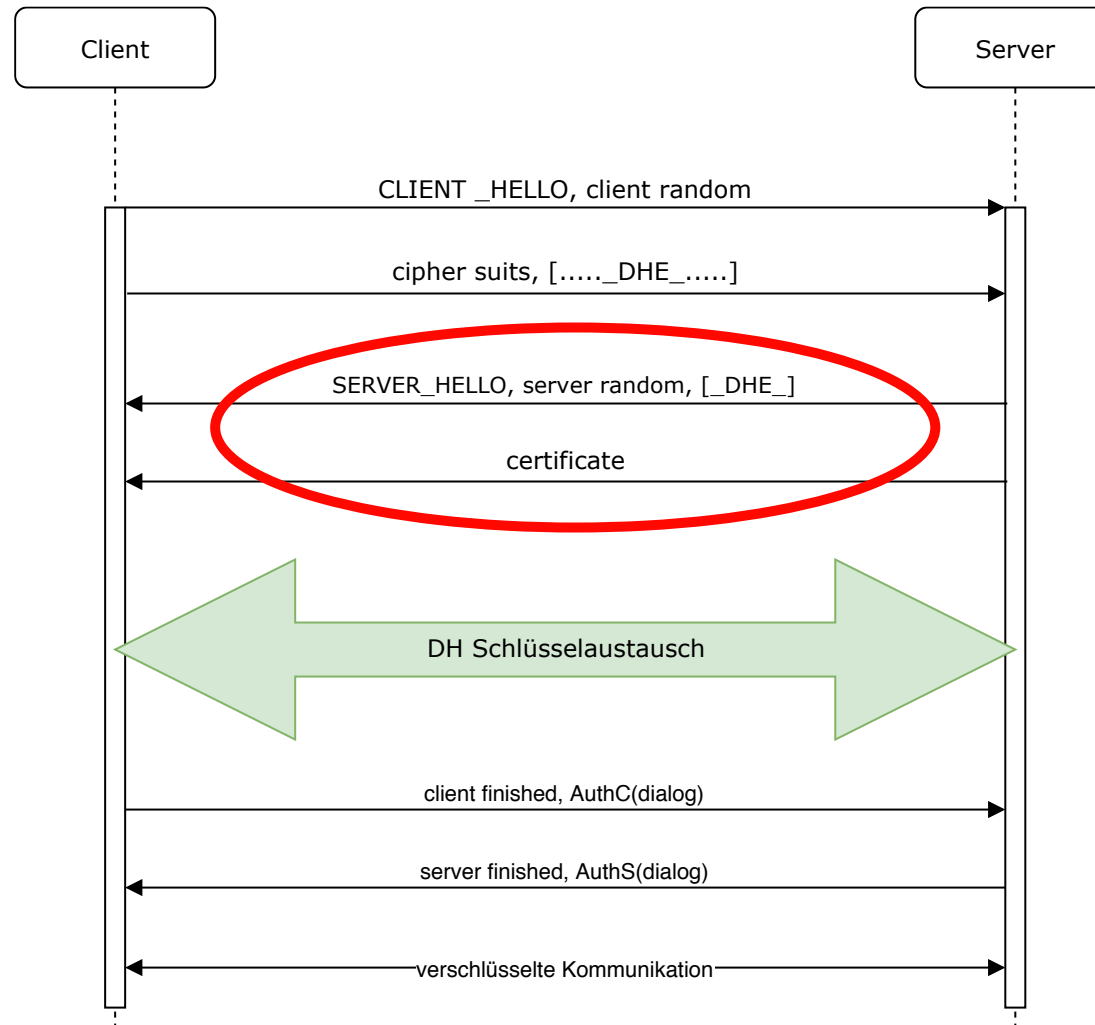 Client
Server
CLIENT _HELLO, client random
cipher suits, [....._DHE_.....]
SERVER_HELLO, server random, [_DHE_]
certificate
DH Schlüsselaustausch
client finished, AuthC(dialog)
server finished, AuthS(dialog)
verschlüsselte Kommunikation